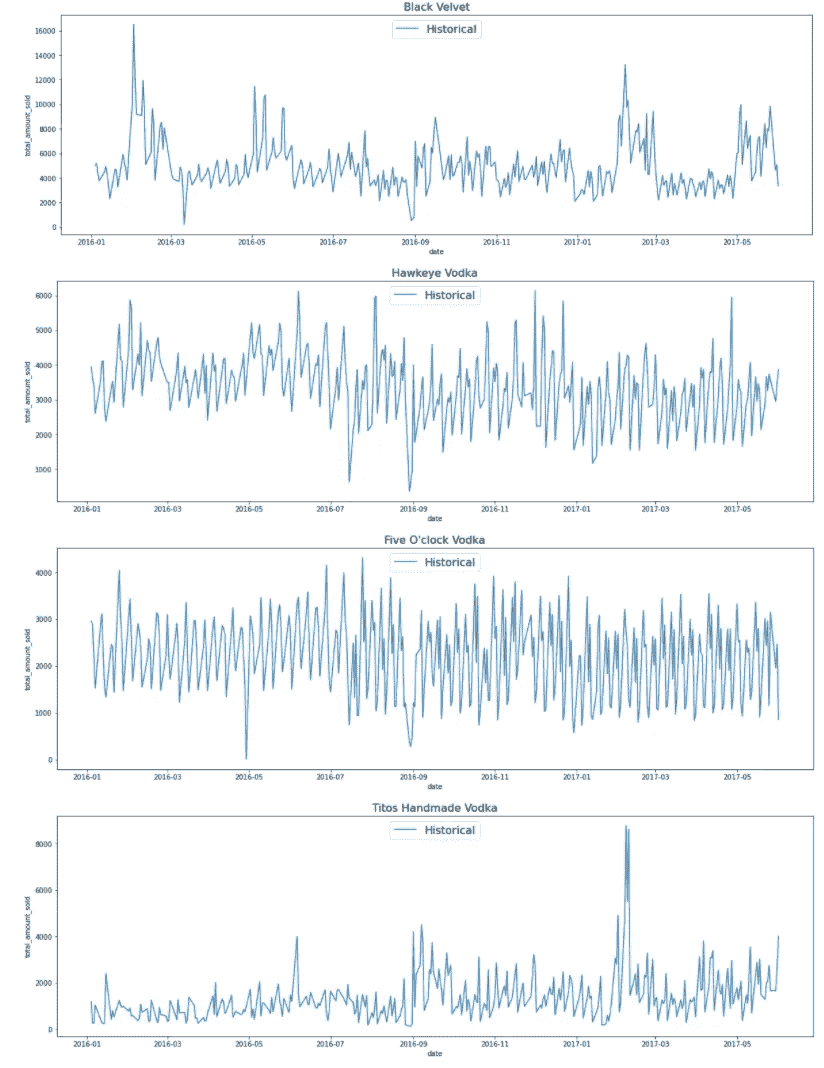 Black Velvet
Historical
16000
14000
12000
10000
8000
6000
4000
2000
0
total_amount_sold
2016-01 2016-03 2016-05 2016-07 2016-09 2016-11 2017-01 2017-03 2017-05
date
Hawkeye Vodka
Historical
6000
5000
4000
3000
2000
1000
total_amount_sold
2016-01 2016-03 2016-05 2016-07 2016-09 2016-11 2017-01 2017-03 2017-05
date
Five O'clock Vodka
Historical
4000
3000
2000
1000
0
total_amount_sold
2016-01 2016-03 2016-05 2016-07 2016-09 2016-11 2017-01 2017-03 2017-05
date
Titos Handmade Vodka
Historical
8000
6000
4000
2000
0
total_amount_sold
2016-01 2016-03 2016-05 2016-07 2016-09 2016-11 2017-01 2017-03 2017-05
date